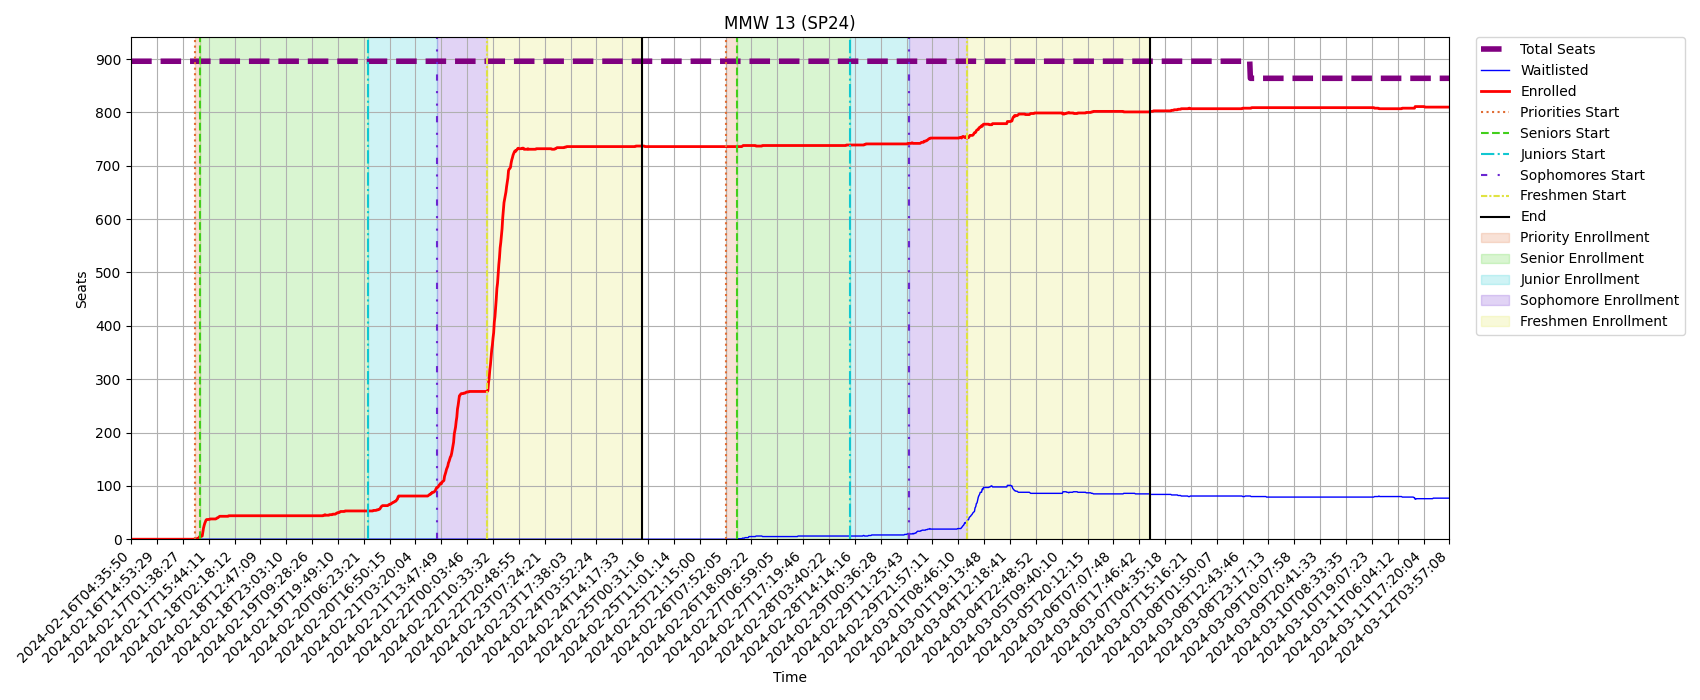 MMW 13 (SP24)
Seats
900
800
700
600
500
400
300
200
100
0
2024-02-16T04:35:50
2024-02-16T14:53:29
2024-02-17T01:38:27
2024-02-17T15:44:11
2024-02-18T02:18:12
2024-02-18T12:47:09
2024-02-18T23:03:10
2024-02-19T09:28:26
2024-02-19T19:49:10
2024-02-20T06:23:21
2024-02-20T16:50:15
2024-02-21T03:20:04
2024-02-21T13:47:49
2024-02-22T00:03:46
2024-02-22T10:33:32
2024-02-22T20:48:55
2024-02-23T07:24:21
2024-02-23T17:38:03
2024-02-24T03:52:24
2024-02-24T14:17:33
2024-02-25T00:31:16
2024-02-25T11:01:14
2024-02-25T21:15:00
2024-02-26T07:52:05
2024-02-26T18:09:22
2024-02-27T06:59:05
2024-02-27T17:19:46
2024-02-28T03:40:22
2024-02-28T14:14:16
2024-02-29T00:36:28
2024-02-29T11:25:43
2024-02-29T21:57:11
2024-03-01T08:46:10
2024-03-01T19:13:48
2024-03-04T12:18:41
2024-03-04T22:48:52
2024-03-05T09:40:10
2024-03-05T20:12:15
2024-03-06T07:07:48
2024-03-06T17:46:42
2024-03-07T04:35:18
2024-03-07T15:16:21
2024-03-08T01:50:07
2024-03-08T12:43:46
2024-03-08T23:17:13
2024-03-09T10:07:58
2024-03-09T20:41:33
2024-03-10T08:33:35
2024-03-10T19:07:23
2024-03-11T06:04:12
2024-03-11T17:20:04
2024-03-12T03:57:08
Time
Total Seats
Waitlisted
Enrolled
Priorities Start
Seniors Start
Juniors Start
Sophomores Start
Freshmen Start
End
Priority Enrollment
Senior Enrollment
Junior Enrollment
Sophomore Enrollment
Freshmen Enrollment